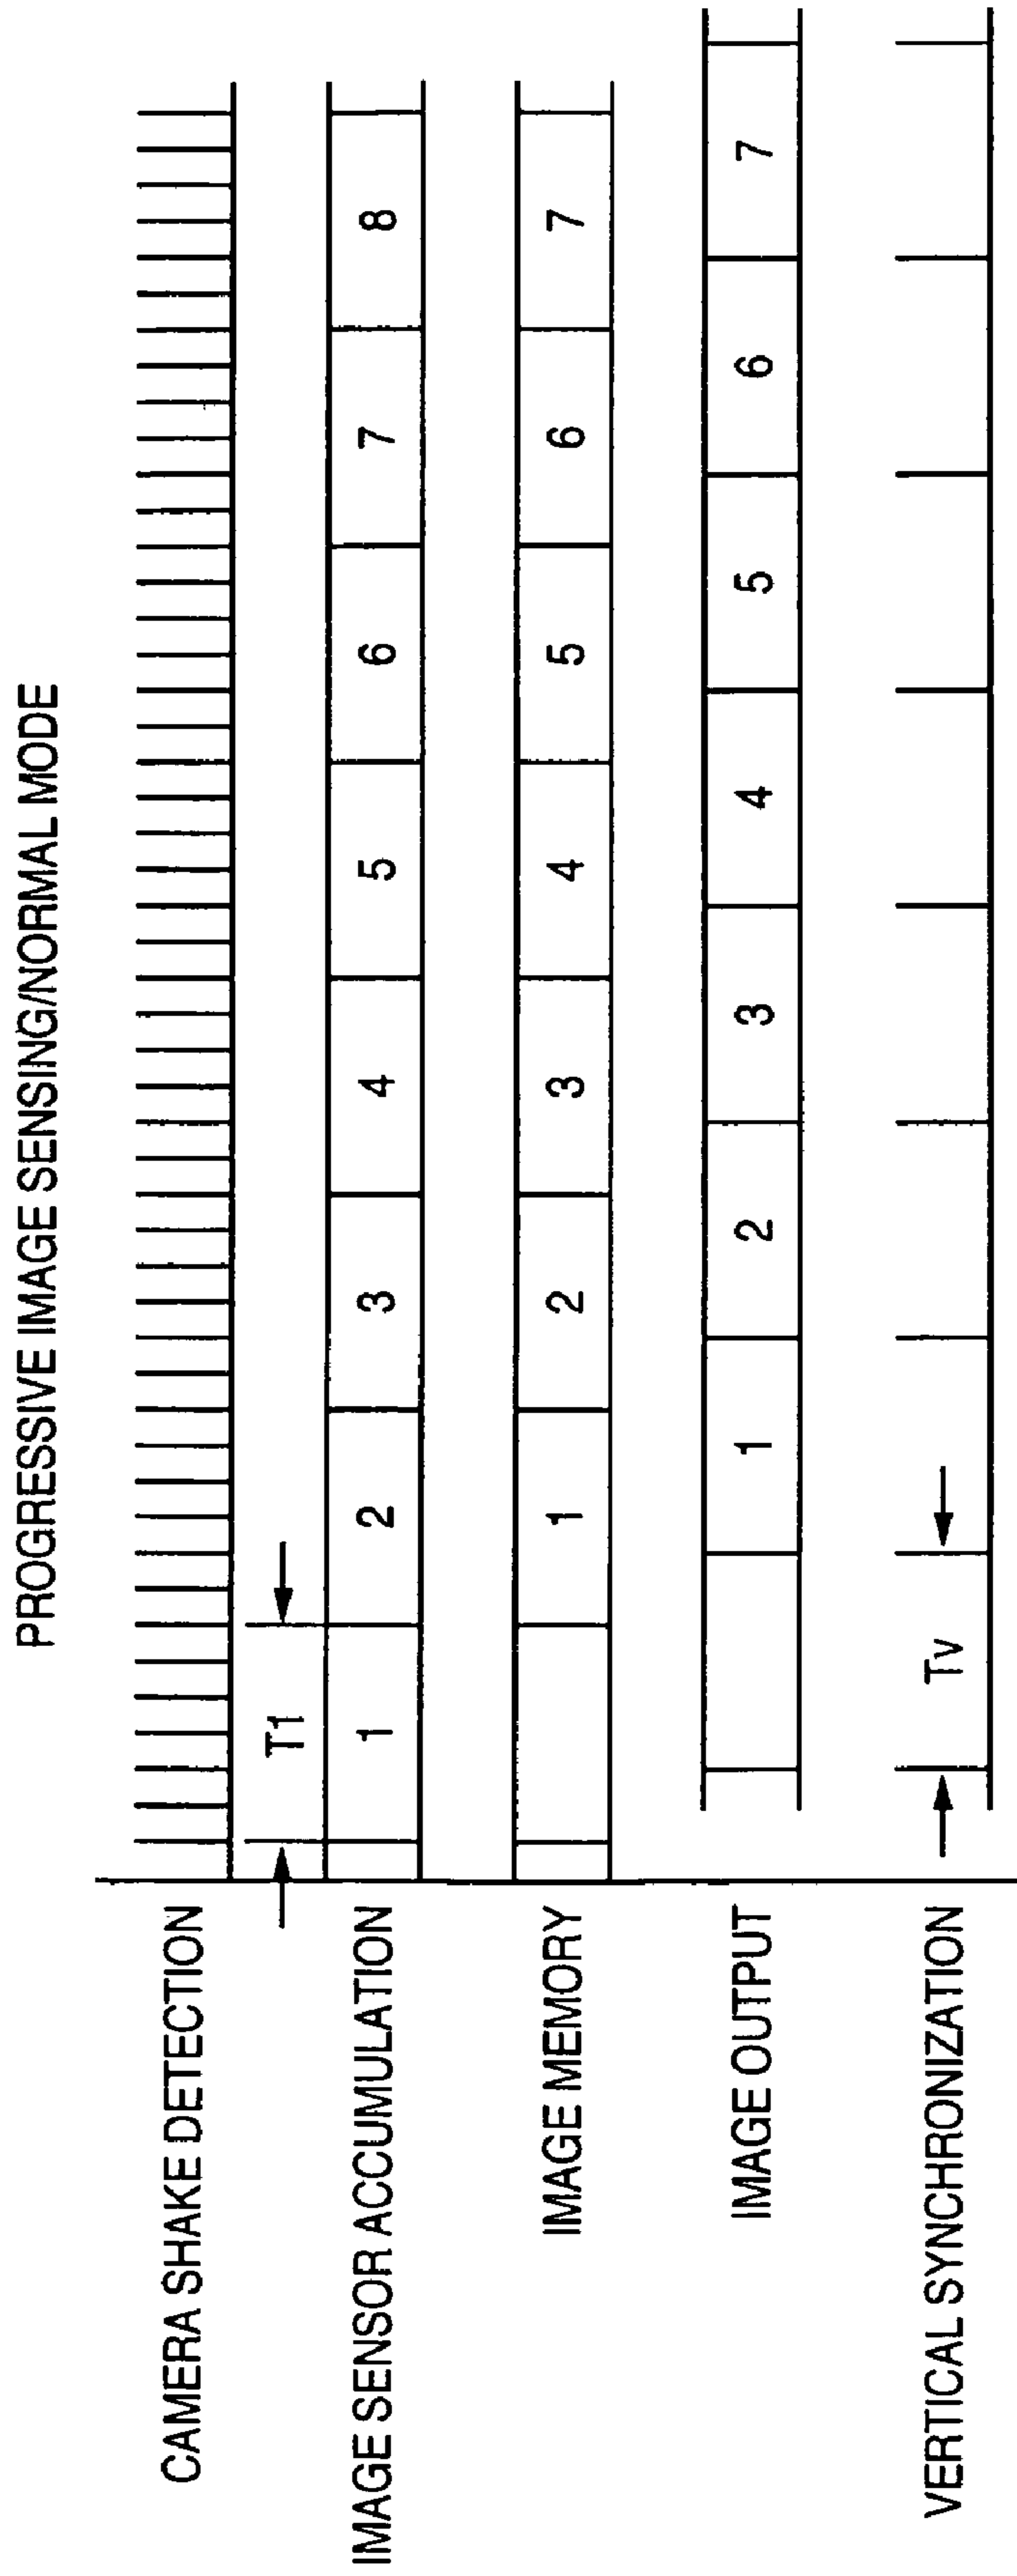 PROGRESSIVE IMAGE SENSING/NORMAL MODE
CAMERA SHAKE DETECTION
T1
IMAGE SENSOR ACCUMULATION 1 2 3 4 5 6 7 8
IMAGE MEMORY 1 2 3 4 5 6 7
IMAGE OUTPUT 1 2 3 4 5 6 7
VERTICAL SYNCHRONIZATION Tv